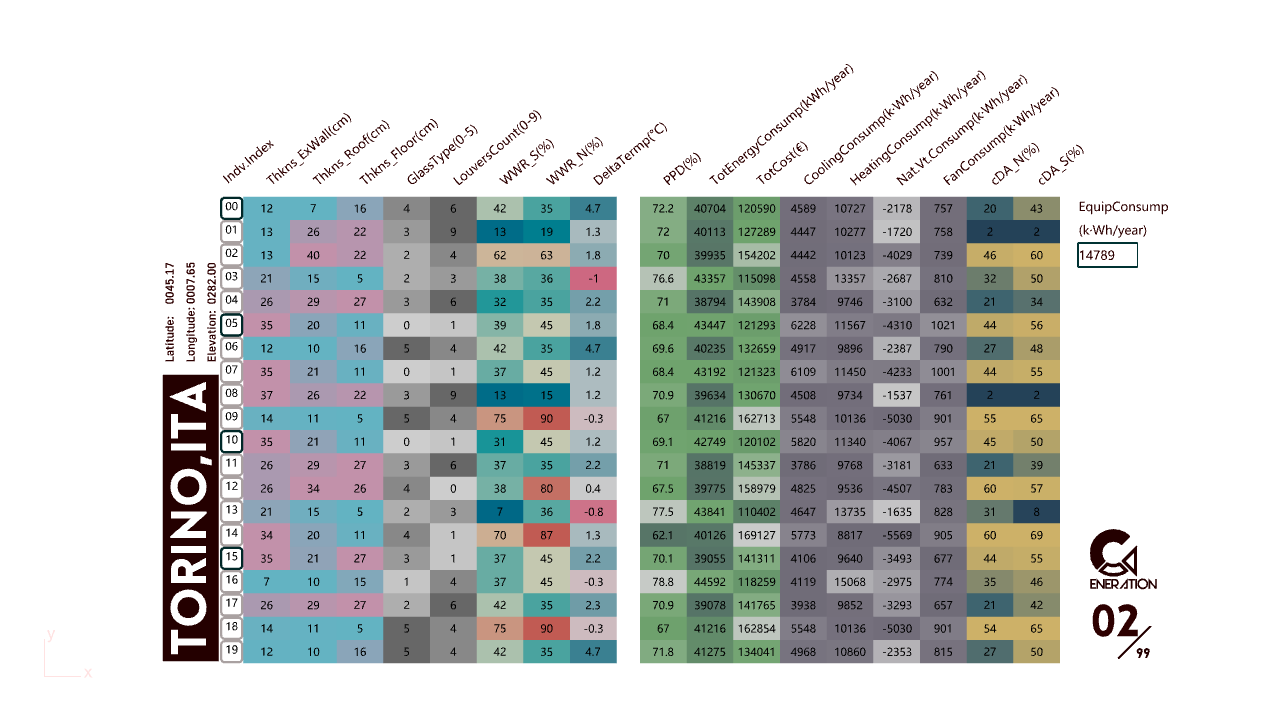 Indv.Index Thkns_ExWall(cm) Thkns_Roof(cm) Thkns_Floor(cm) GlassType(0-5) LouversCount(0-9) WWR_S(%) WWR_N(%) DeltaTermp(°C) PPD(%) TotEnergyConsump(kWh/year) TotCost(€) CoolingConsump(k·Wh/year) HeatingConsump(k·Wh/year) Nat.Vt.Consump(k·Wh/year) FanConsump(k·Wh/year) cDA_N(%) cDA_S(%)
00 12 7 16 4 6 42 35 4.7 72.2 40704 120590 4589 10727 -2178 757 20 43
01 13 26 22 3 9 13 19 1.3 72 40113 127289 4447 10277 -1720 758 2 2
02 13 40 22 2 4 62 63 1.8 70 39935 154202 4442 10123 -4029 739 46 60
03 21 15 5 2 3 38 36 -1 76.6 43357 115098 4558 13357 -2687 810 32 50
04 26 29 27 3 6 32 35 2.2 71 38794 143908 3784 9746 -3100 632 21 34
05 35 20 11 0 1 39 45 1.8 68.4 43447 121293 6228 11567 -4310 1021 44 56
06 12 10 16 5 4 42 35 4.7 69.6 40235 132659 4917 9896 -2387 790 27 48
07 35 21 11 0 1 37 45 1.2 68.4 43192 121323 6109 11450 -4233 1001 44 55
08 37 26 22 3 9 13 15 1.2 70.9 39634 130670 4508 9734 -1537 761 2 2
09 14 11 5 5 4 75 90 -0.3 67 41216 162713 5548 10136 -5030 901 55 65
10 35 21 11 0 1 31 45 1.2 69.1 42749 120102 5820 11340 -4067 957 45 50
11 26 29 27 3 6 37 35 2.2 71 38819 145337 3786 9768 -3181 633 21 39
12 26 34 26 4 0 38 80 0.4 67.5 39775 158979 4825 9536 -4507 783 60 57
13 21 15 5 2 3 7 36 -0.8 77.5 43841 110402 4647 13735 -1635 828 31 8
14 34 20 11 4 1 70 87 1.3 62.1 40126 169127 5773 8817 -5569 905 60 69
15 35 21 27 3 1 37 45 2.2 70.1 39055 141311 4106 9640 -3493 677 44 55
16 7 10 15 1 4 37 45 -0.3 78.8 44592 118259 4119 15068 -2975 774 35 46
17 26 29 27 2 6 42 35 2.3 70.9 39078 141765 3938 9852 -3293 657 21 42
18 14 11 5 5 4 75 90 -0.3 67 41216 162854 5548 10136 -5030 901 54 65
19 12 10 16 5 4 42 35 4.7 71.8 41275 134041 4968 10860 -2353 815 27 50
Latitude: 0045.17
Longitude: 0007.65
Elevation: 0282.00
TORINO,ITA
EquipConsump
(k·Wh/year)
14789
ENERATION
02/99
y
x